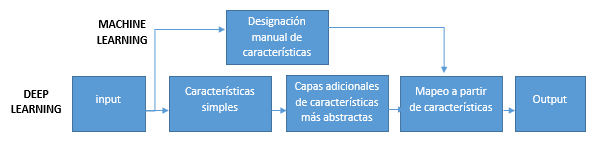 MACHINE
LEARNING
Designación
manual de
características
DEEP
LEARNING
input
Características
simples
Capas adicionales
de características
más abstractas
Mapeo a partir
de características
Output